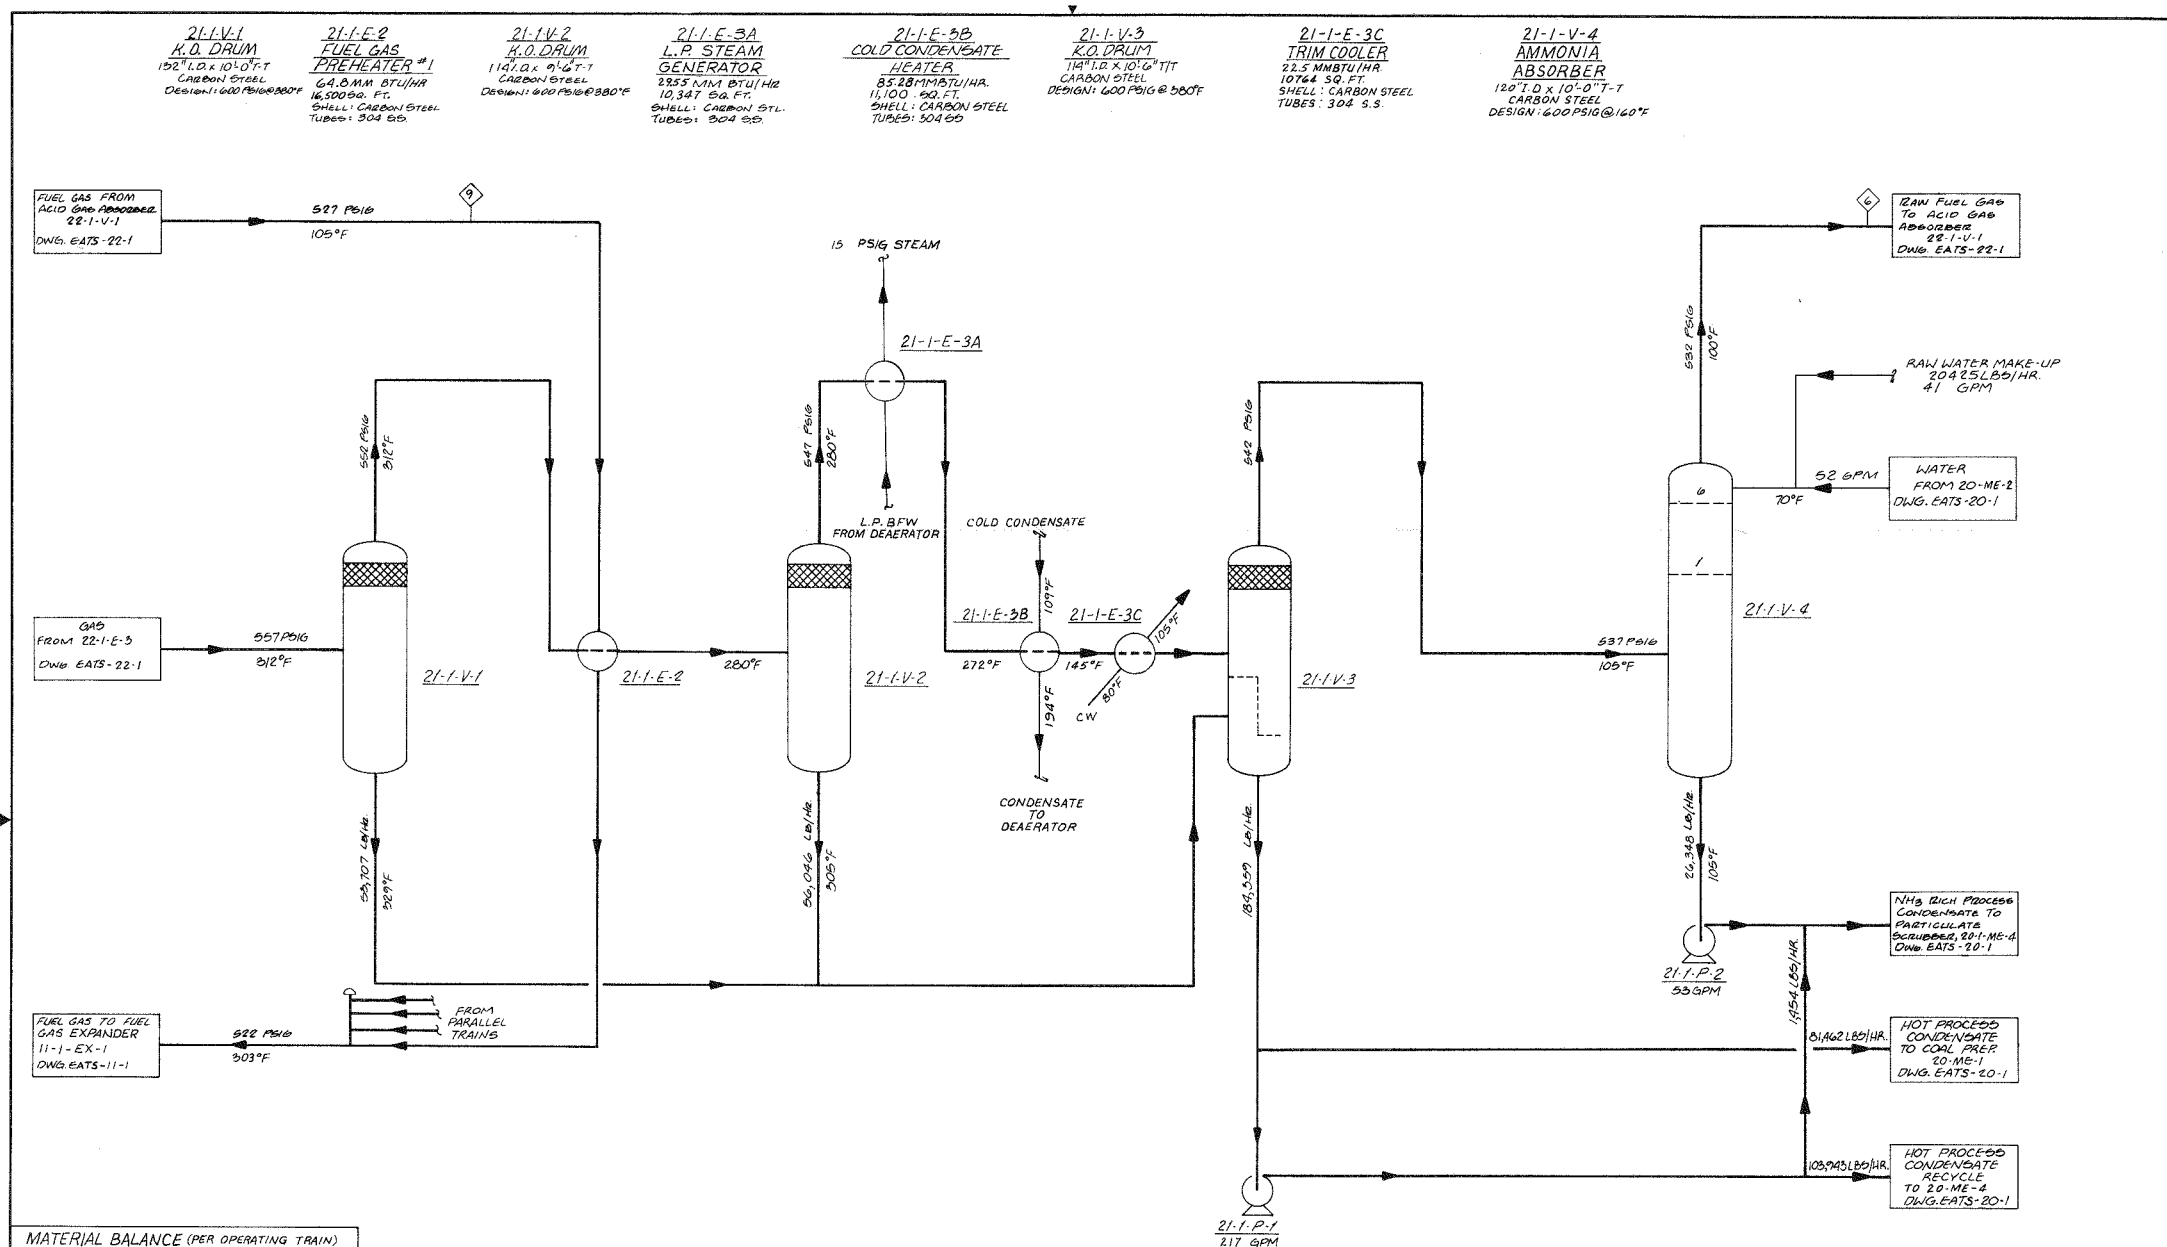 21-1-V-1
K.O. DRUM
132" I.D. X 10'-0" T-T
CARBON STEEL
DESIGN: 600 PSIG@380°F
21-1-E-2
FUEL GAS
PREHEATER #1
64.8MM BTU/HR
16,500 SQ. FT.
SHELL: CARBON STEEL
TUBES: 304 S.S.
21-1-V-2
K.O. DRUM
114" I.D. X 9'-6" T-T
CARBON STEEL
DESIGN: 600 PSIG@380°F
21-1-E-3A
L.P. STEAM
GENERATOR
29.55 MM BTU/HR
10,347 SQ. FT.
SHELL: CARBON STL.
TUBES: 304 S.S.
21-1-E-3B
COLD CONDENSATE
HEATER
85.28MMBTU/HR.
11,100 SQ. FT.
SHELL: CARBON STEEL
TUBES: 304 SS
21-1-V-3
K.O. DRUM
114" I.D. X 10'-6" T/T
CARBON STEEL
DESIGN: 600 PSIG @ 380°F
21-1-E-3C
TRIM COOLER
22.5 MMBTU/HR.
10764 SQ. FT.
SHELL: CARBON STEEL
TUBES: 304 S.S.
21-1-V-4
AMMONIA
ABSORBER
120" I.D. X 10'-0" T-T
CARBON STEEL
DESIGN: 600 PSIG@160°F
FUEL GAS FROM
ACID GAS ABSORBER
22-1-V-1
DWG. EATS-22-1
527 PSIG
105°F
9
15 PSIG STEAM
21-1-E-3A
L.P. BFW
FROM DEAERATOR
6
RAW FUEL GAS
TO ACID GAS
ABSORBER
22-1-V-1
DWG. EATS-22-1
532 PSIG
100°F
RAW WATER MAKE-UP
20425 LBS/HR.
41 GPM
52 GPM
70°F
WATER
FROM 20-ME-2
DWG. EATS-20-1
552 PSIG
312°F
547 PSIG
280°F
542 PSIG
6
1
GAS
FROM 22-1-E-3
DWG. EATS-22-1
557 PSIG
312°F
21-1-V-1
21-1-E-2
280°F
21-1-V-2
COLD CONDENSATE
109°F
21-1-E-3B
21-1-E-3C
272°F
145°F
105°F
80°F
CW
194°F
CONDENSATE
TO
DEAERATOR
21-1-V-3
537 PSIG
105°F
21-1-V-4
53,707 LB/HR.
329°F
56,046 LB/HR.
305°F
184,359 LB/HR.
26,348 LB/HR.
105°F
21-1-P-2
53 GPM
NH3 RICH PROCESS
CONDENSATE TO
PARTICULATE
SCRUBBER, 20-1-ME-4
DWG. EATS-20-1
1,454 LBS/HR.
81,462 LBS/HR.
HOT PROCESS
CONDENSATE
TO COAL PREP.
20-ME-1
DWG. EATS-20-1
FROM
PARALLEL
TRAINS
FUEL GAS TO FUEL
GAS EXPANDER
11-1-EX-1
DWG. EATS-11-1
522 PSIG
303°F
103,943 LBS/HR.
HOT PROCESS
CONDENSATE
RECYCLE
TO 20-ME-4
DWG. EATS-20-1
21-1-P-1
217 GPM
MATERIAL BALANCE (PER OPERATING TRAIN)